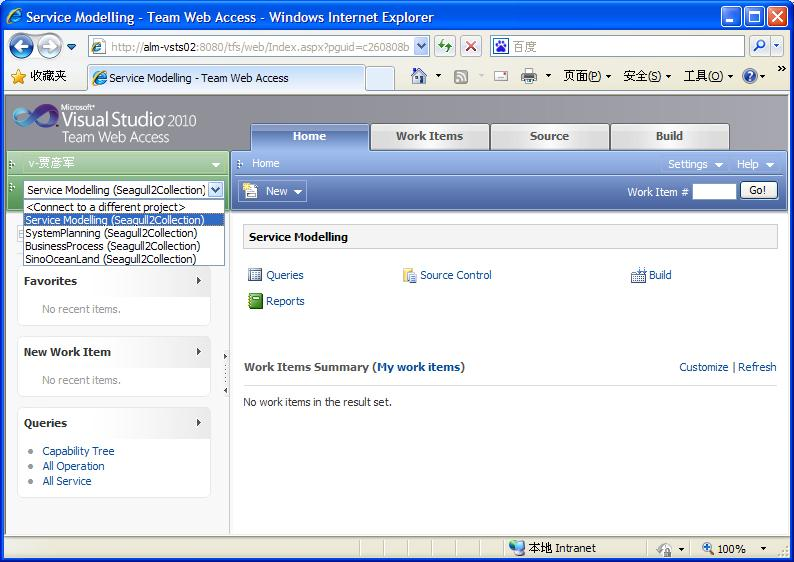 Service Modelling - Team Web Access - Windows Internet Explorer
http://alm-vsts02:8080/tfs/web/Index.aspx?pguid=c260808b
百度
收藏夹
Service Modelling - Team Web Access
页面(P)
安全(S)
工具(O)
Microsoft®
Visual Studio 2010
Team Web Access
Home
Work Items
Source
Build
v-贾彦军
Home
Settings
Help
Service Modelling (Seagull2Collection)
New
Work Item #
Go!
<Connect to a different project>
Service Modelling (Seagull2Collection)
SystemPlanning (Seagull2Collection)
BusinessProcess (Seagull2Collection)
SinoOceanLand (Seagull2Collection)
Service Modelling
Queries
Source Control
Build
Reports
Favorites
No recent items.
New Work Item
No recent items.
Work Items Summary (My work items)
Customize | Refresh
No work items in the result set.
Queries
Capability Tree
All Operation
All Service
本地 Intranet
100%